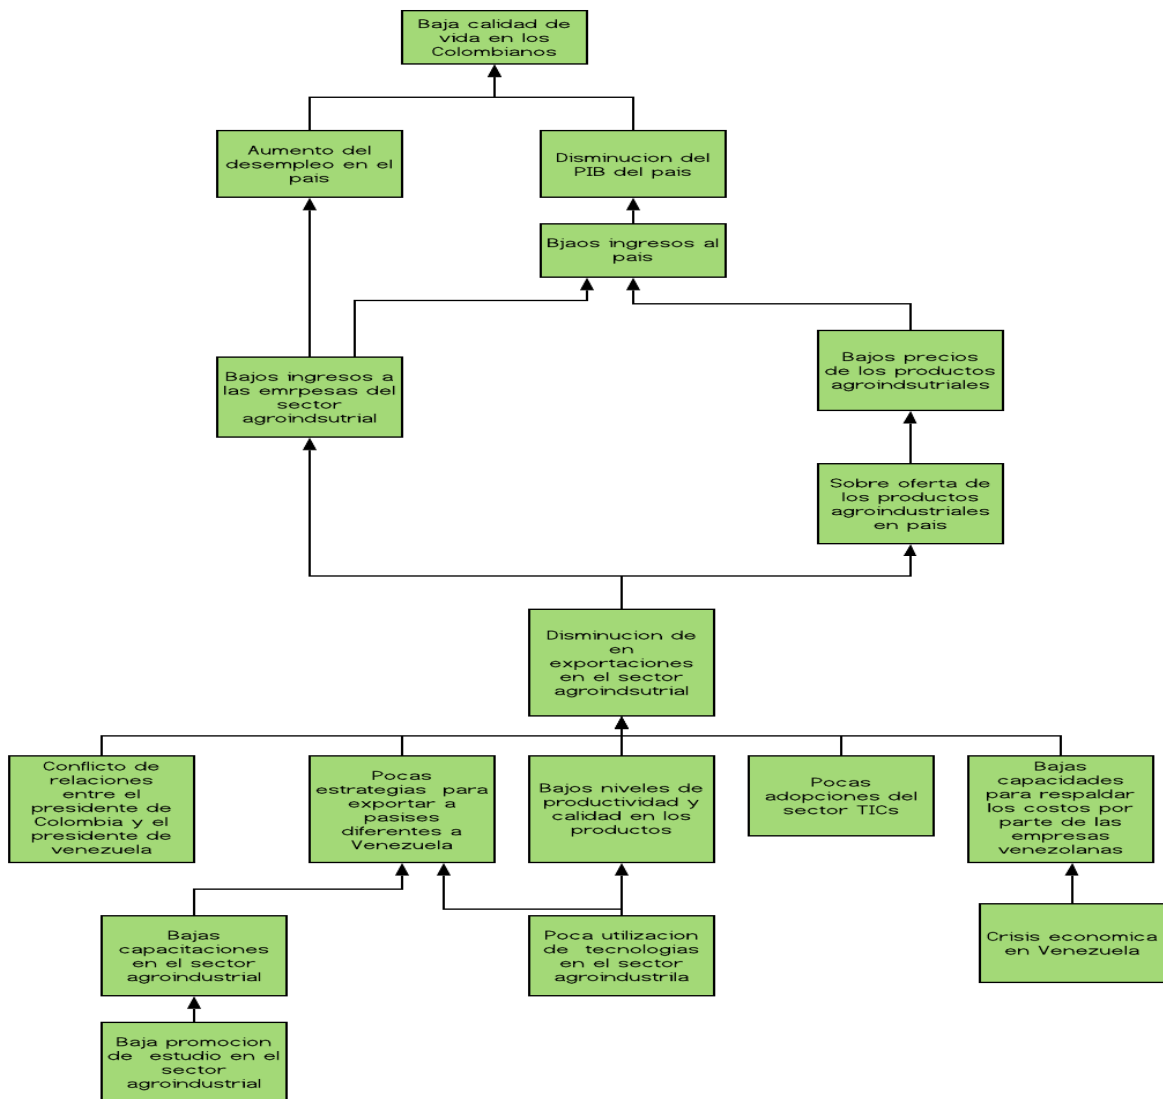 Baja calidad de
vida en los
Colombianos
Aumento del
desempleo en el
pais
Disminucion del
PIB del pais
Bjaos ingresos al
pais
Bajos ingresos a
las emrpesas del
sector
agroindsutrial
Bajos precios
de los productos
agroindsutriales
Sobre oferta de
los productos
agroindustriales
en pais
Disminucion de
en
exportaciones
en el sector
agroindsutrial
Conflicto de
relaciones
entre el
presidente de
Colombia y el
presidente de
venezuela
Pocas
estrategias para
exportar a
pasises
diferentes a
Venezuela
Bajos niveles de
productividad y
calidad en los
productos
Pocas
adopciones del
sector TICs
Bajas
capacidades
para respaldar
los costos por
parte de las
empresas
venezolanas
Bajas
capacitaciones
en el sector
agroindustrial
Poca utilizacion
de tecnologias
en el sector
agroindustrila
Crisis economica
en Venezuela
Baja promocion
de estudio en el
sector
agroindustrial